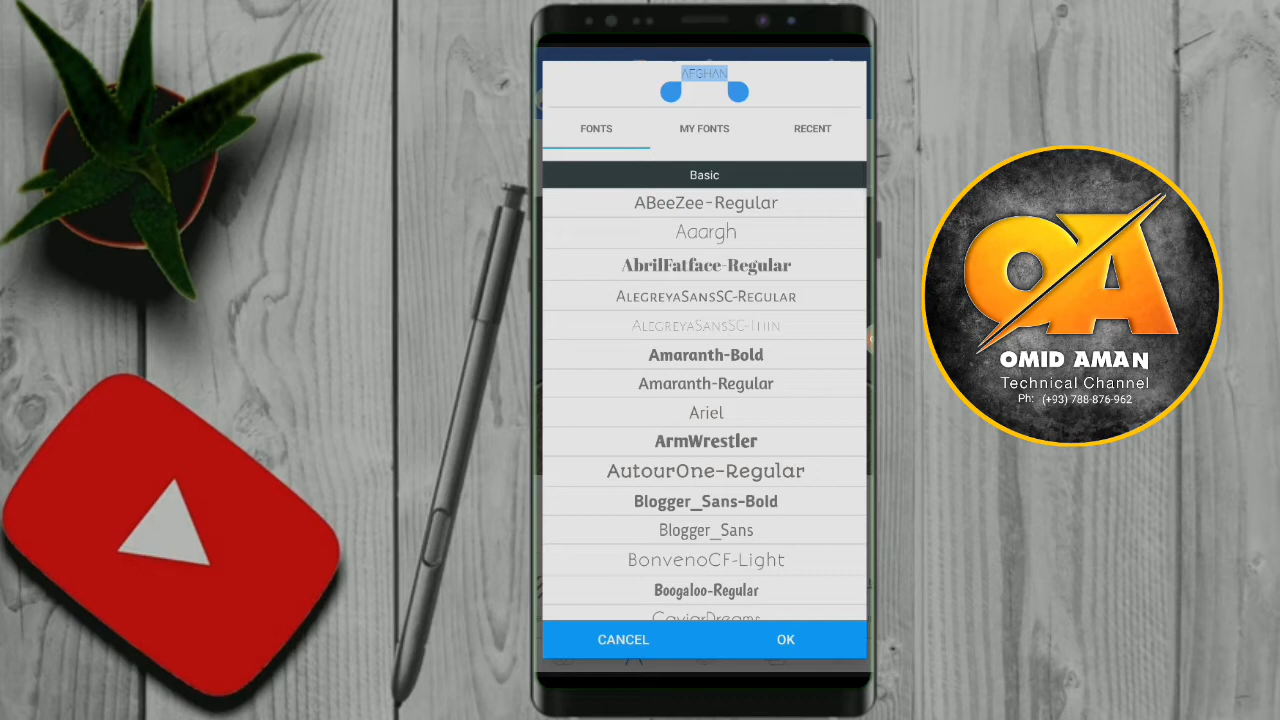 AFGHAN
FONTS
MY FONTS
RECENT
Basic
ABeeZee-Regular
Aaargh
AbrilFatface-Regular
AlegreyaSansSC-Regular
AlegreyaSansSC-Thin
Amaranth-Bold
Amaranth-Regular
Ariel
ArmWrestler
AutourOne-Regular
Blogger_Sans-Bold
Blogger_Sans
BonvenoCF-Light
Boogaloo-Regular
CaviarDreams
CANCEL
OK
OA
OMID AMAN
Technical Channel
Ph: (+93) 788-876-962